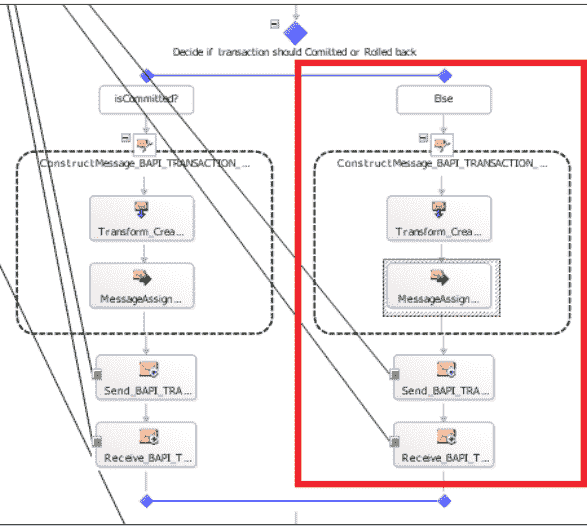 Decide if transaction should Comitted or Rolled back
isCommitted?
Else
ConstructMessage_BAPI_TRANSACTION_...
ConstructMessage_BAPI_TRANSACTION_...
Transform_Crea...
Transform_Crea...
MessageAssign...
MessageAssign...
Send_BAPI_TRA...
Send_BAPI_TRA...
Receive_BAPI_T...
Receive_BAPI_T...